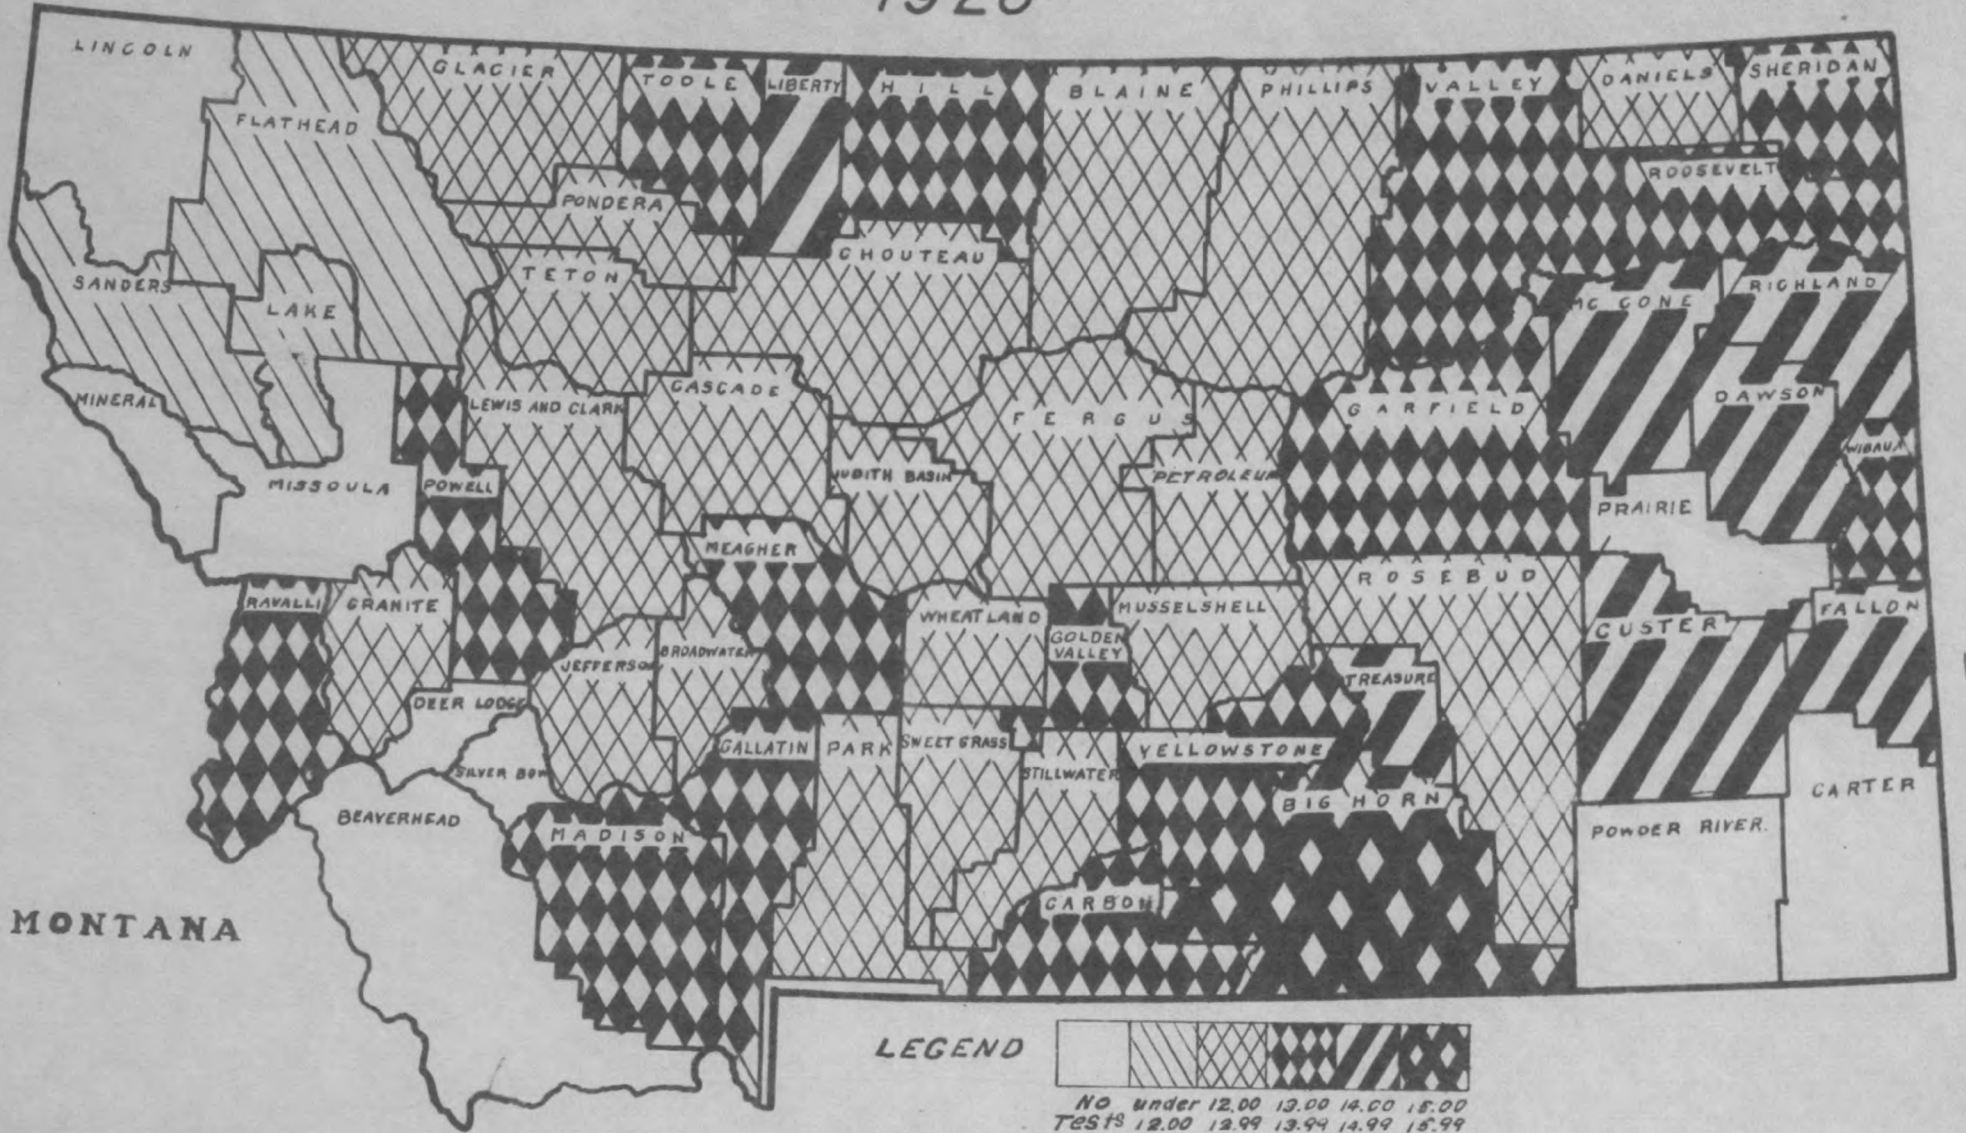 1928
LINCOLN
FLATHEAD
GLACIER
TOOLE
LIBERTY
HILL
BLAINE
PHILLIPS
VALLEY
DANIELS
SHERIDAN
ROOSEVELT
PONDERA
CHOUTEAU
TETON
SANDERS
LAKE
MC CONE
RICHLAND
MINERAL
LEWIS AND CLARK
CASCADE
FERGUS
GARFIELD
DAWSON
WIBAUX
MISSOULA
POWELL
JUDITH BASIN
PETROLEUM
PRAIRIE
MEAGHER
ROSEBUD
RAVALLI
GRANITE
WHEATLAND
MUSSELSHELL
GOLDEN
VALLEY
CUSTER
FALLON
JEFFERSON
BROADWATER
TREASURE
DEER LODGE
GALLATIN
PARK
SWEET GRASS
YELLOWSTONE
SILVER BOW
STILLWATER
BEAVERHEAD
MADISON
BIG HORN
CARTER
POWDER RIVER.
CARBON
MONTANA
LEGEND
No under 12.00 13.00 14.00 15.00
Tests 12.00 12.99 13.99 14.99 15.99